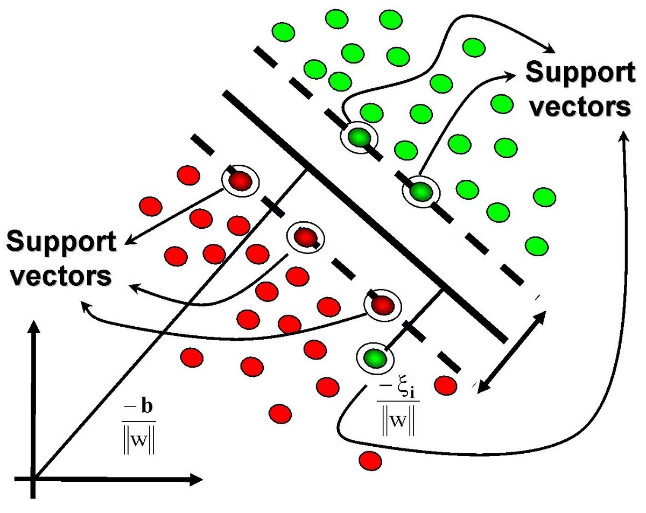 Support
vectors
Support
vectors
−b
‖w‖
−ξi
‖w‖